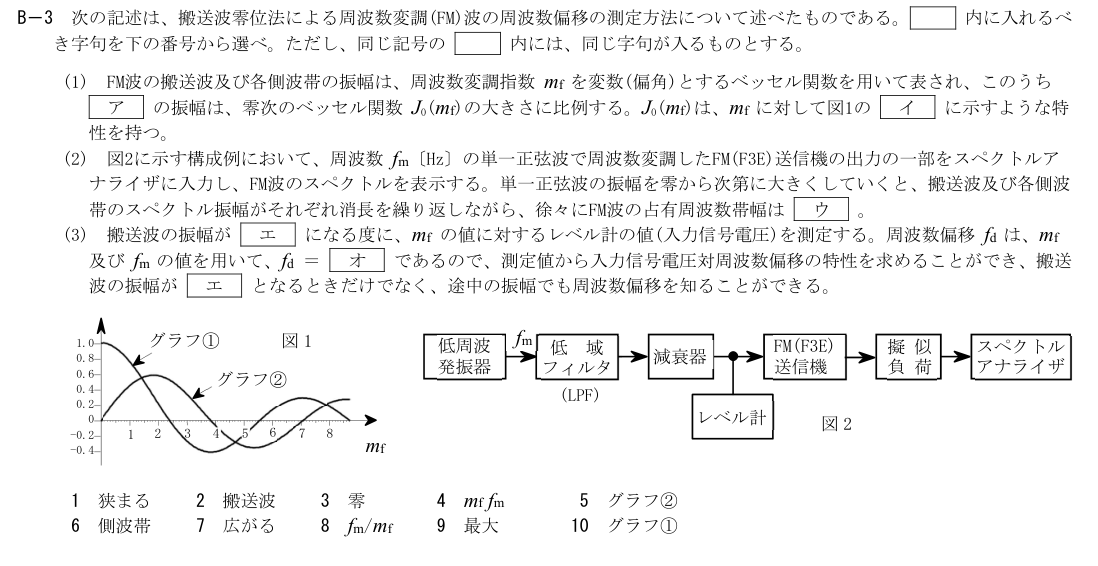 B－3　次の記述は、搬送波零位法による周波数変調(FM)波の周波数偏移の測定方法について述べたものである。　　　内に入れるべ
き字句を下の番号から選べ。ただし、同じ記号の　　　内には、同じ字句が入るものとする。
(1)　FM波の搬送波及び各側波帯の振幅は、周波数変調指数 mf を変数(偏角)とするベッセル関数を用いて表され、このうち
ア の振幅は、零次のベッセル関数 J0(mf)の大きさに比例する。J0(mf)は、mf に対して図1の イ に示すような特
性を持つ。
(2)　図2に示す構成例において、周波数 fm〔Hz〕の単一正弦波で周波数変調したFM(F3E)送信機の出力の一部をスペクトルア
ナライザに入力し、FM波のスペクトルを表示する。単一正弦波の振幅を零から次第に大きくしていくと、搬送波及び各側波
帯のスペクトル振幅がそれぞれ消長を繰り返しながら、徐々にFM波の占有周波数帯幅は ウ 。
(3)　搬送波の振幅が エ になる度に、mf の値に対するレベル計の値(入力信号電圧)を測定する。周波数偏移 fd は、mf
及び fm の値を用いて、fd ＝ オ であるので、測定値から入力信号電圧対周波数偏移の特性を求めることができ、搬送
波の振幅が エ となるときだけでなく、途中の振幅でも周波数偏移を知ることができる。
グラフ①
図1
グラフ②
1.0
0.8
0.6
0.4
0.2
0
-0.2
-0.4
1 2 3 4 5 6 7 8
mf
低周波
発振器
fm
低 域
フィルタ
(LPF)
減衰器
レベル計
FM(F3E)
送信機
擬 似
負 荷
スペクトル
アナライザ
図2
1　狭まる　2　搬送波　3　零　4　mf fm　5　グラフ②
6　側波帯　7　広がる　8　fm/mf　9　最大　10　グラフ①